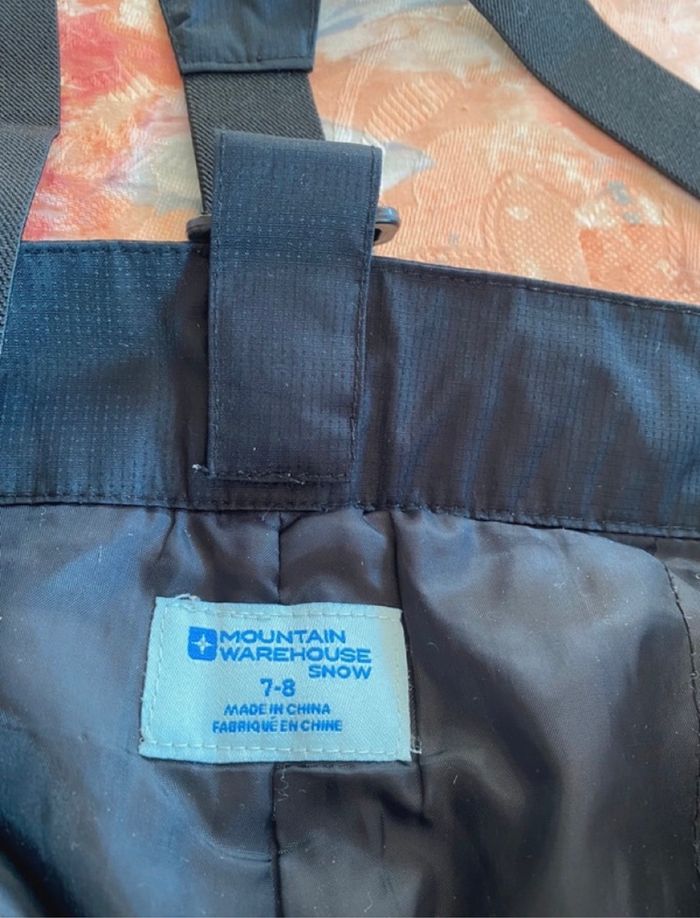 MOUNTAIN
WAREHOUSE
SNOW
7-8
MADE IN CHINA
FABRIQUÉ EN CHINE